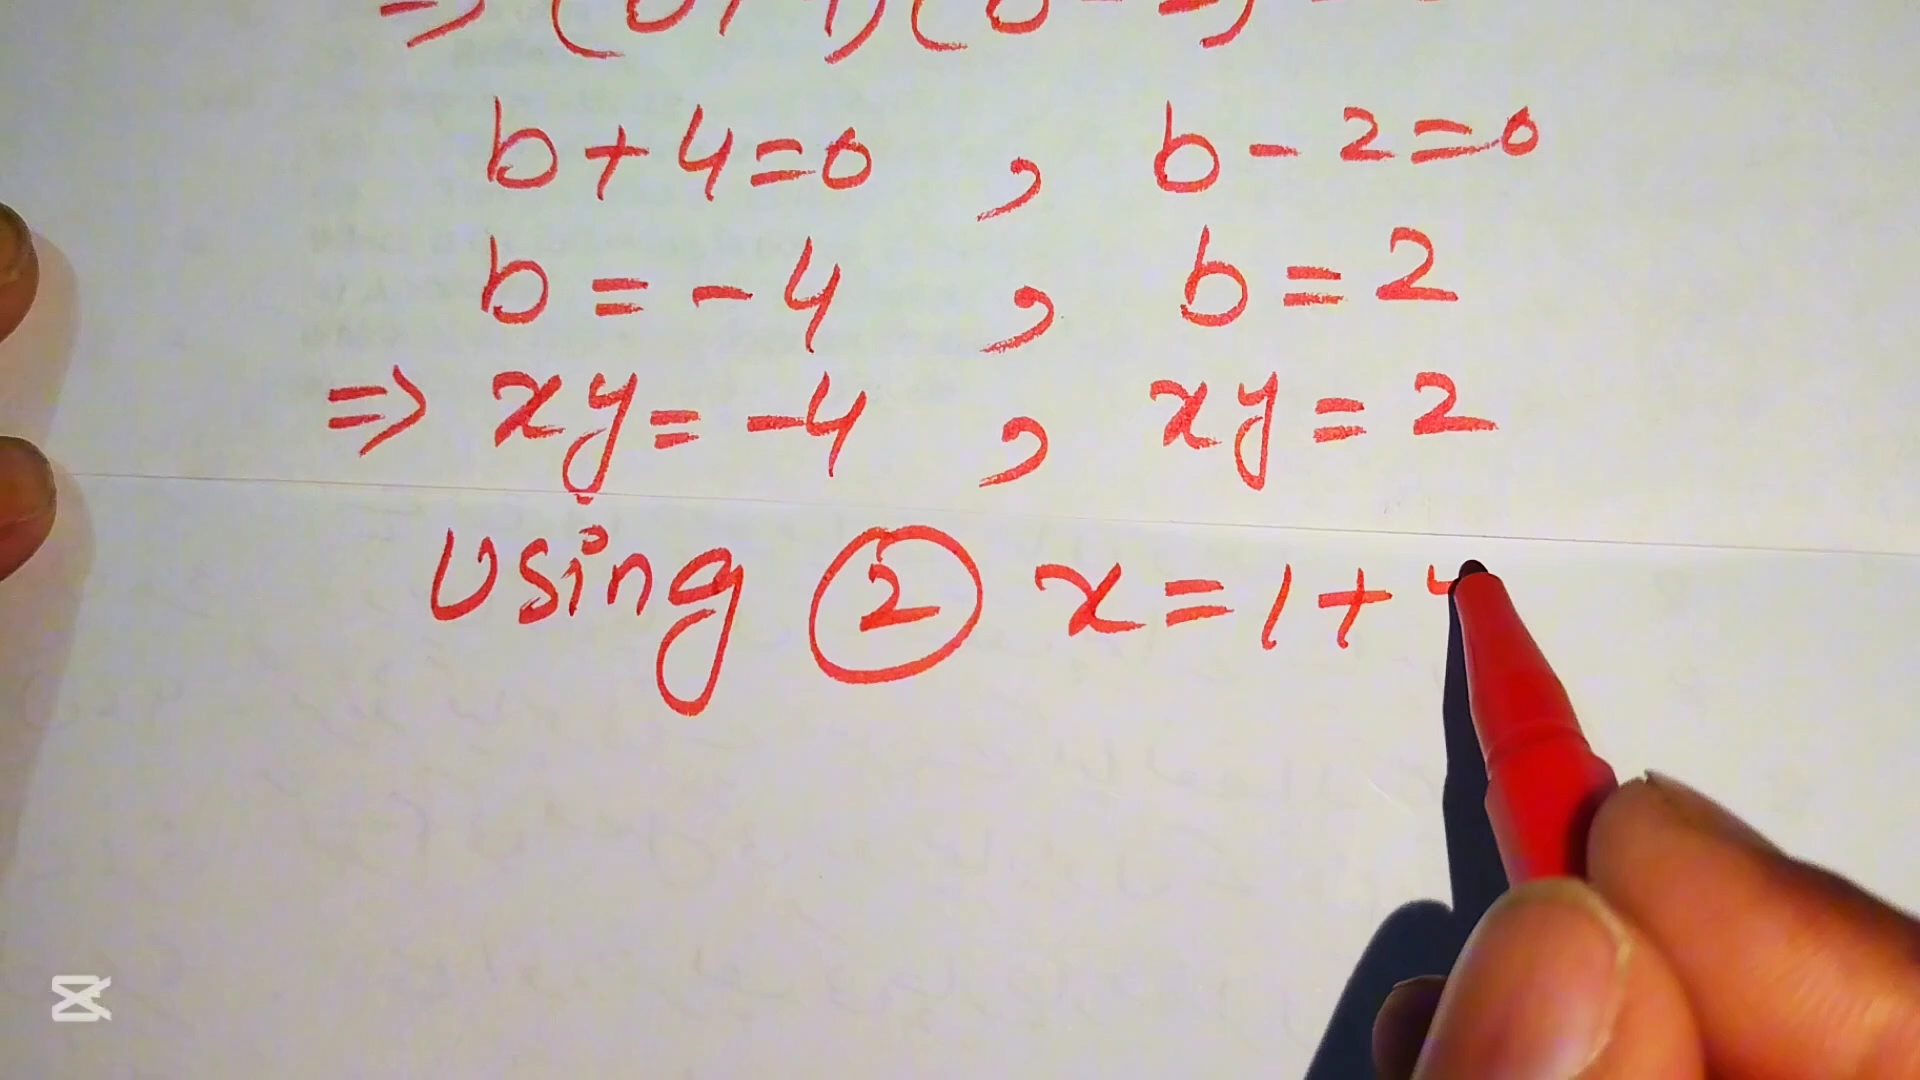 b+4=0 , b-2=0
b=-4 , b=2
⇒ xy=-4 , xy=2
Using ② x=1+